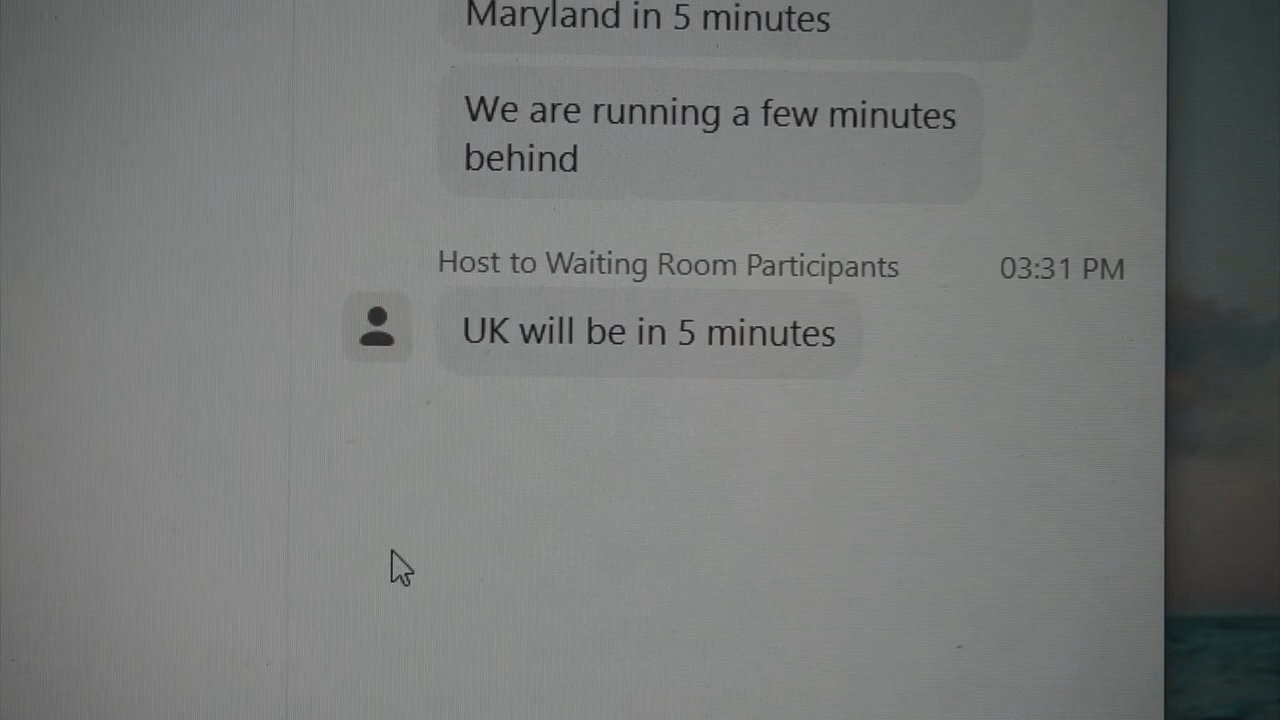 Maryland in 5 minutes
We are running a few minutes
behind
Host to Waiting Room Participants 03:31 PM
UK will be in 5 minutes